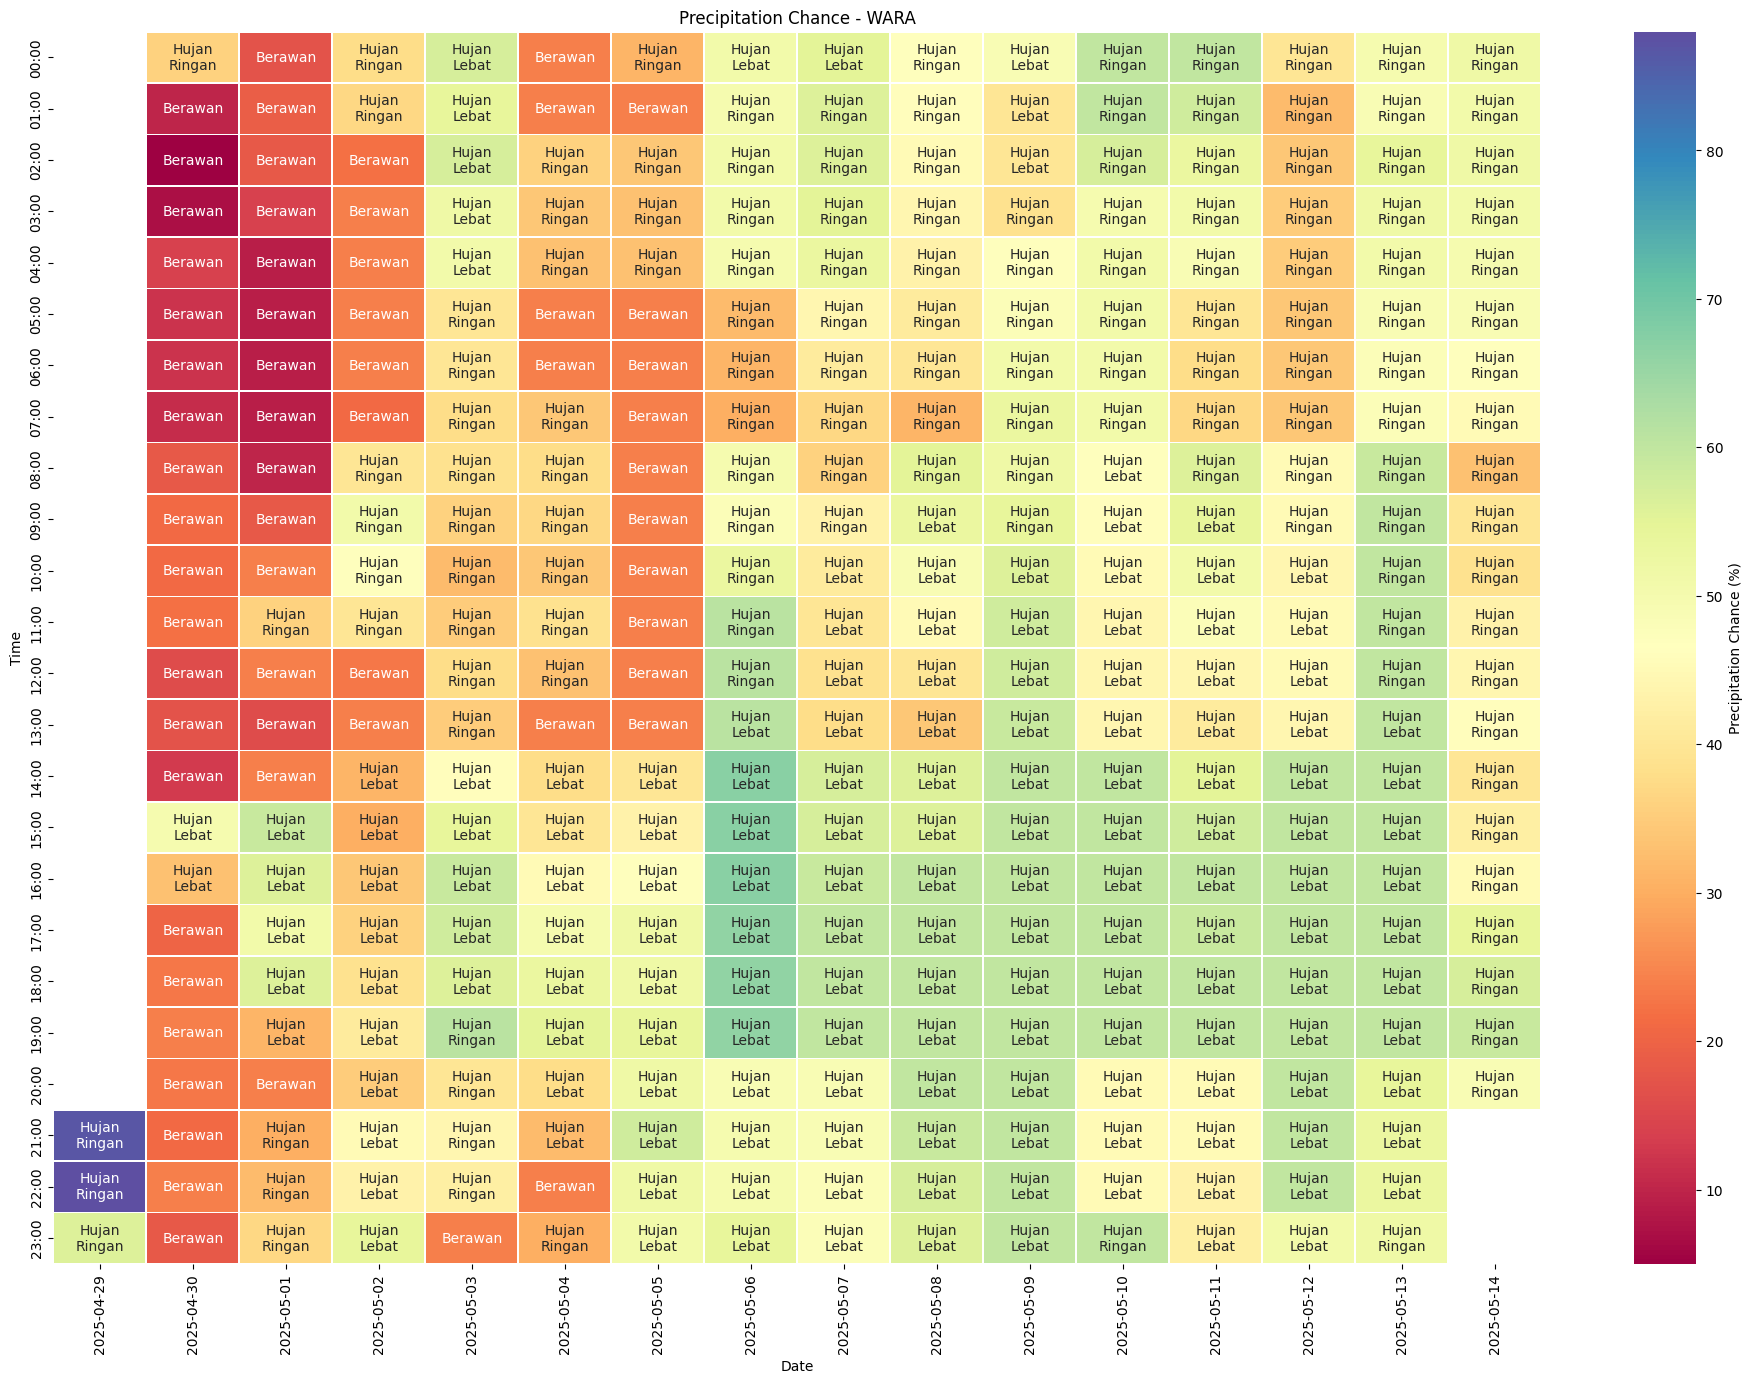 Precipitation Chance - WARA
00:00 Hujan Ringan Berawan Hujan Ringan Hujan Lebat Berawan Hujan Ringan Hujan Lebat Hujan Lebat Hujan Ringan Hujan Lebat Hujan Ringan Hujan Ringan Hujan Ringan Hujan Ringan Hujan Ringan
01:00 Berawan Berawan Hujan Ringan Hujan Lebat Berawan Berawan Hujan Ringan Hujan Ringan Hujan Ringan Hujan Lebat Hujan Ringan Hujan Ringan Hujan Ringan Hujan Ringan Hujan Ringan
02:00 Berawan Berawan Berawan Hujan Lebat Hujan Ringan Hujan Ringan Hujan Ringan Hujan Ringan Hujan Ringan Hujan Lebat Hujan Ringan Hujan Ringan Hujan Ringan Hujan Ringan Hujan Ringan
03:00 Berawan Berawan Berawan Hujan Lebat Hujan Ringan Hujan Ringan Hujan Ringan Hujan Ringan Hujan Ringan Hujan Ringan Hujan Ringan Hujan Ringan Hujan Ringan Hujan Ringan Hujan Ringan
04:00 Berawan Berawan Berawan Hujan Lebat Hujan Ringan Hujan Ringan Hujan Ringan Hujan Ringan Hujan Ringan Hujan Ringan Hujan Ringan Hujan Ringan Hujan Ringan Hujan Ringan Hujan Ringan
05:00 Berawan Berawan Berawan Hujan Ringan Berawan Berawan Hujan Ringan Hujan Ringan Hujan Ringan Hujan Ringan Hujan Ringan Hujan Ringan Hujan Ringan Hujan Ringan Hujan Ringan
06:00 Berawan Berawan Berawan Hujan Ringan Berawan Berawan Hujan Ringan Hujan Ringan Hujan Ringan Hujan Ringan Hujan Ringan Hujan Ringan Hujan Ringan Hujan Ringan Hujan Ringan
07:00 Berawan Berawan Berawan Hujan Ringan Hujan Ringan Berawan Hujan Ringan Hujan Ringan Hujan Ringan Hujan Ringan Hujan Ringan Hujan Ringan Hujan Ringan Hujan Ringan Hujan Ringan
08:00 Berawan Berawan Hujan Ringan Hujan Ringan Hujan Ringan Berawan Hujan Ringan Hujan Ringan Hujan Ringan Hujan Ringan Hujan Lebat Hujan Ringan Hujan Ringan Hujan Ringan Hujan Ringan
09:00 Berawan Berawan Hujan Ringan Hujan Ringan Hujan Ringan Berawan Hujan Ringan Hujan Ringan Hujan Lebat Hujan Ringan Hujan Lebat Hujan Lebat Hujan Ringan Hujan Ringan Hujan Ringan
10:00 Berawan Berawan Hujan Ringan Hujan Ringan Hujan Ringan Berawan Hujan Ringan Hujan Lebat Hujan Lebat Hujan Lebat Hujan Lebat Hujan Lebat Hujan Lebat Hujan Ringan Hujan Ringan
11:00 Berawan Hujan Ringan Hujan Ringan Hujan Ringan Hujan Ringan Berawan Hujan Ringan Hujan Lebat Hujan Lebat Hujan Lebat Hujan Lebat Hujan Lebat Hujan Lebat Hujan Ringan Hujan Ringan
12:00 Berawan Berawan Berawan Hujan Ringan Hujan Ringan Berawan Hujan Ringan Hujan Lebat Hujan Lebat Hujan Lebat Hujan Lebat Hujan Lebat Hujan Lebat Hujan Ringan Hujan Ringan
13:00 Berawan Berawan Berawan Hujan Ringan Berawan Berawan Hujan Lebat Hujan Lebat Hujan Lebat Hujan Lebat Hujan Lebat Hujan Lebat Hujan Lebat Hujan Lebat Hujan Ringan
14:00 Berawan Berawan Hujan Lebat Hujan Lebat Hujan Lebat Hujan Lebat Hujan Lebat Hujan Lebat Hujan Lebat Hujan Lebat Hujan Lebat Hujan Lebat Hujan Lebat Hujan Lebat Hujan Ringan
15:00 Hujan Lebat Hujan Lebat Hujan Lebat Hujan Lebat Hujan Lebat Hujan Lebat Hujan Lebat Hujan Lebat Hujan Lebat Hujan Lebat Hujan Lebat Hujan Lebat Hujan Lebat Hujan Lebat Hujan Ringan
16:00 Hujan Lebat Hujan Lebat Hujan Lebat Hujan Lebat Hujan Lebat Hujan Lebat Hujan Lebat Hujan Lebat Hujan Lebat Hujan Lebat Hujan Lebat Hujan Lebat Hujan Lebat Hujan Lebat Hujan Ringan
17:00 Berawan Hujan Lebat Hujan Lebat Hujan Lebat Hujan Lebat Hujan Lebat Hujan Lebat Hujan Lebat Hujan Lebat Hujan Lebat Hujan Lebat Hujan Lebat Hujan Lebat Hujan Lebat Hujan Ringan
18:00 Berawan Hujan Lebat Hujan Lebat Hujan Lebat Hujan Lebat Hujan Lebat Hujan Lebat Hujan Lebat Hujan Lebat Hujan Lebat Hujan Lebat Hujan Lebat Hujan Lebat Hujan Lebat Hujan Ringan
19:00 Berawan Hujan Lebat Hujan Lebat Hujan Ringan Hujan Lebat Hujan Lebat Hujan Lebat Hujan Lebat Hujan Lebat Hujan Lebat Hujan Lebat Hujan Lebat Hujan Lebat Hujan Lebat Hujan Ringan
20:00 Berawan Berawan Hujan Lebat Hujan Ringan Hujan Lebat Hujan Lebat Hujan Lebat Hujan Lebat Hujan Lebat Hujan Lebat Hujan Lebat Hujan Lebat Hujan Lebat Hujan Lebat Hujan Ringan
21:00 Hujan Ringan Berawan Hujan Ringan Hujan Lebat Hujan Ringan Hujan Lebat Hujan Lebat Hujan Lebat Hujan Lebat Hujan Lebat Hujan Lebat Hujan Lebat Hujan Lebat Hujan Lebat Hujan Lebat
22:00 Hujan Ringan Berawan Hujan Ringan Hujan Lebat Hujan Ringan Berawan Hujan Lebat Hujan Lebat Hujan Lebat Hujan Lebat Hujan Lebat Hujan Lebat Hujan Lebat Hujan Lebat Hujan Lebat
23:00 Hujan Ringan Berawan Hujan Ringan Hujan Lebat Berawan Hujan Ringan Hujan Lebat Hujan Lebat Hujan Lebat Hujan Lebat Hujan Lebat Hujan Ringan Hujan Lebat Hujan Lebat Hujan Ringan
Time
2025-04-29 2025-04-30 2025-05-01 2025-05-02 2025-05-03 2025-05-04 2025-05-05 2025-05-06 2025-05-07 2025-05-08 2025-05-09 2025-05-10 2025-05-11 2025-05-12 2025-05-13 2025-05-14
Date
80
70
60
50
40
30
20
10
Precipitation Chance (%)